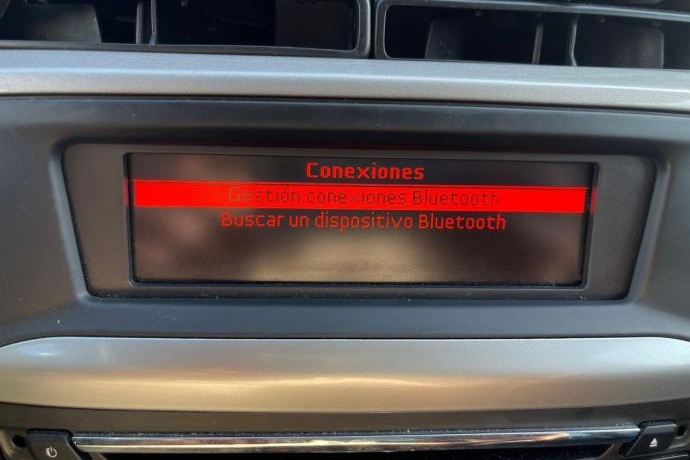 Conexiones
Gestión conexiones Bluetooth
Buscar un dispositivo Bluetooth